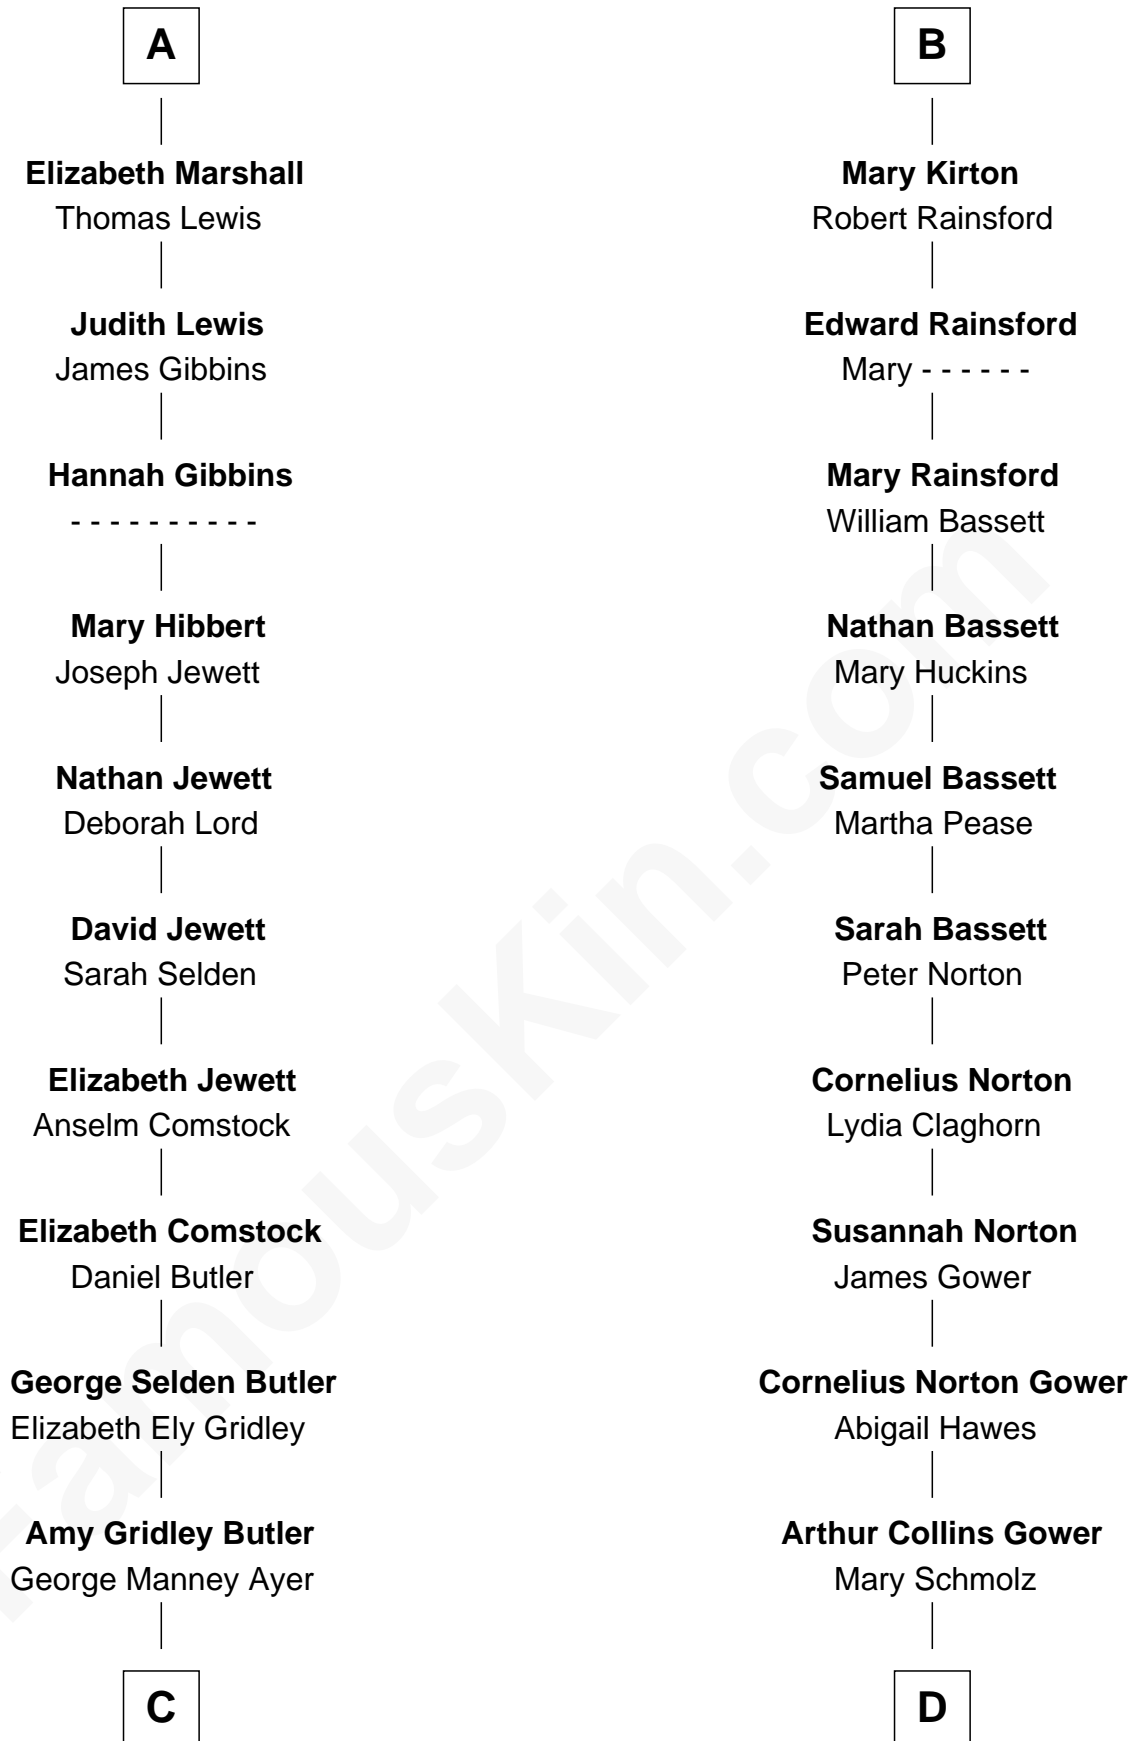 A
Elizabeth Marshall
Thomas Lewis
Judith Lewis
James Gibbins
Hannah Gibbins
- - - - - - - - - -
Mary Hibbert
Joseph Jewett
Nathan Jewett
Deborah Lord
David Jewett
Sarah Selden
Elizabeth Jewett
Anselm Comstock
Elizabeth Comstock
Daniel Butler
George Selden Butler
Elizabeth Ely Gridley
Amy Gridley Butler
George Manney Ayer
C
B
Mary Kirton
Robert Rainsford
Edward Rainsford
Mary - - - - - -
Mary Rainsford
William Bassett
Nathan Bassett
Mary Huckins
Samuel Bassett
Martha Pease
Sarah Bassett
Peter Norton
Cornelius Norton
Lydia Claghorn
Susannah Norton
James Gower
Cornelius Norton Gower
Abigail Hawes
Arthur Collins Gower
Mary Schmolz
D
FamousKin.com